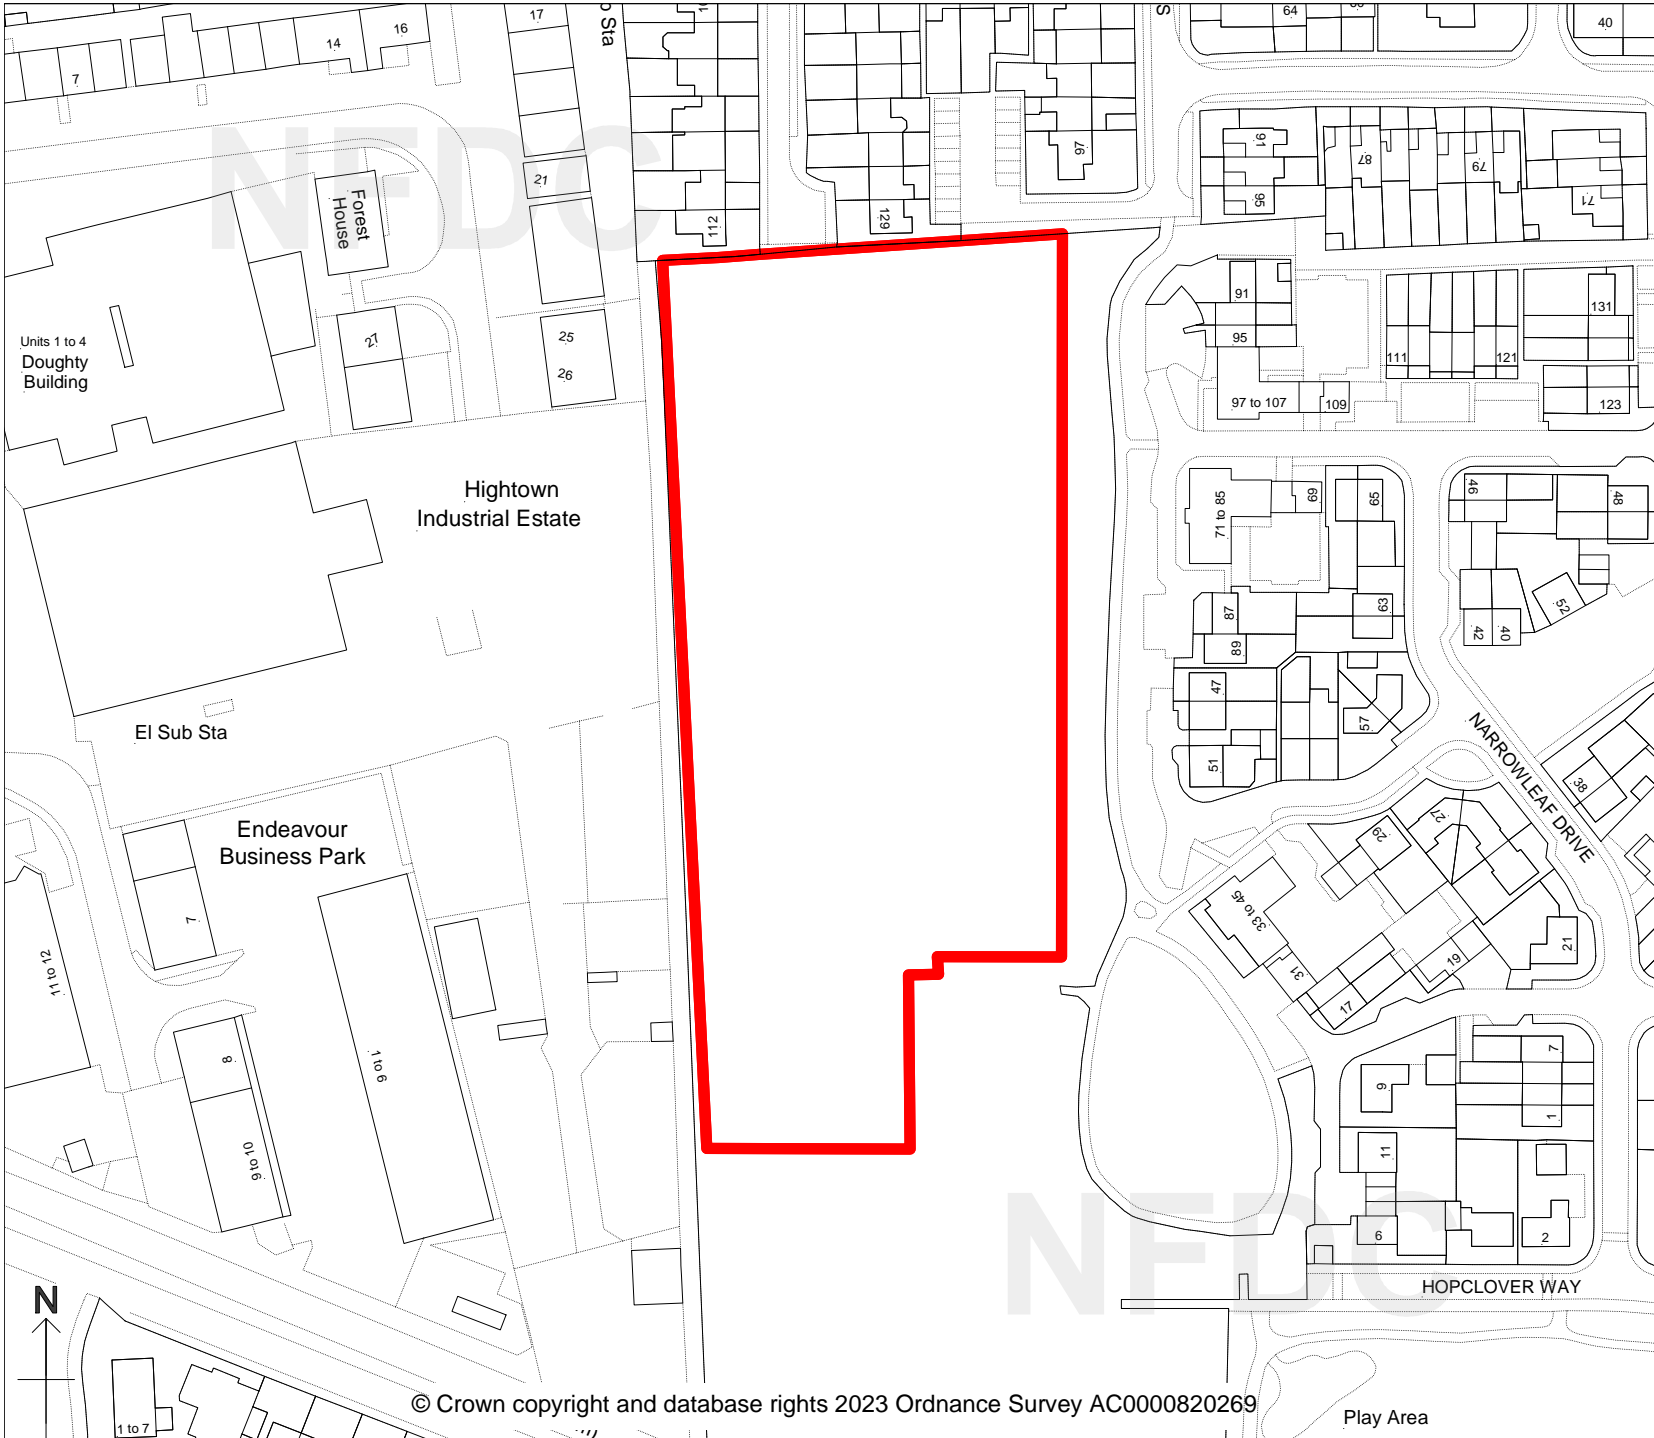 17
14
16
7
64
40
NFDC
21
Forest
House
112
129
97
91
95
87
79
71
Units 1 to 4
Doughty
Building
27
25
26
91
95
97 to 107
109
111
121
131
123
Hightown
Industrial Estate
71 to 85
69
65
46
48
63
87
89
42
40
52
47
51
57
El Sub Sta
NARROWLEAF DRIVE
38
Endeavour
Business Park
29
27
33 to 45
31
19
17
21
7
11 to 12
8
1 to 9
9 to 10
9
7
1
11
6
2
NFDC
HOPCLOVER WAY
N
© Crown copyright and database rights 2023 Ordnance Survey AC0000820269
Play Area
1 to 7